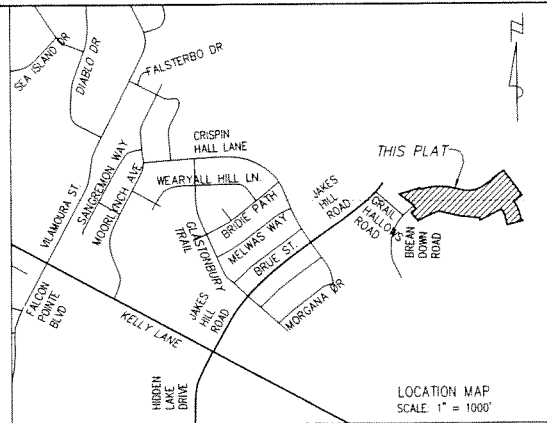 SEA ISLAND DR
DIABLO DR
FALSTERBO DR
N
CRISPIN
HALL LANE
THIS PLAT
WEARYALL HILL LN.
SANGREMON WAY
MOORLYNCH AVE
VILAMOURA ST.
GLASTONBURY
TRAIL
BRIDIE PATH
MELWAS WAY
BRUE ST.
JAKES
HILL
ROAD
GRAIL
HALLOWS
ROAD
BREAN
DOWN
ROAD
FALCON
POINTE
BLVD
KELLY LANE
JAKES
HILL
ROAD
MORGANA DR
HIDDEN
LAKE
DRIVE
LOCATION MAP
SCALE: 1" = 1000'